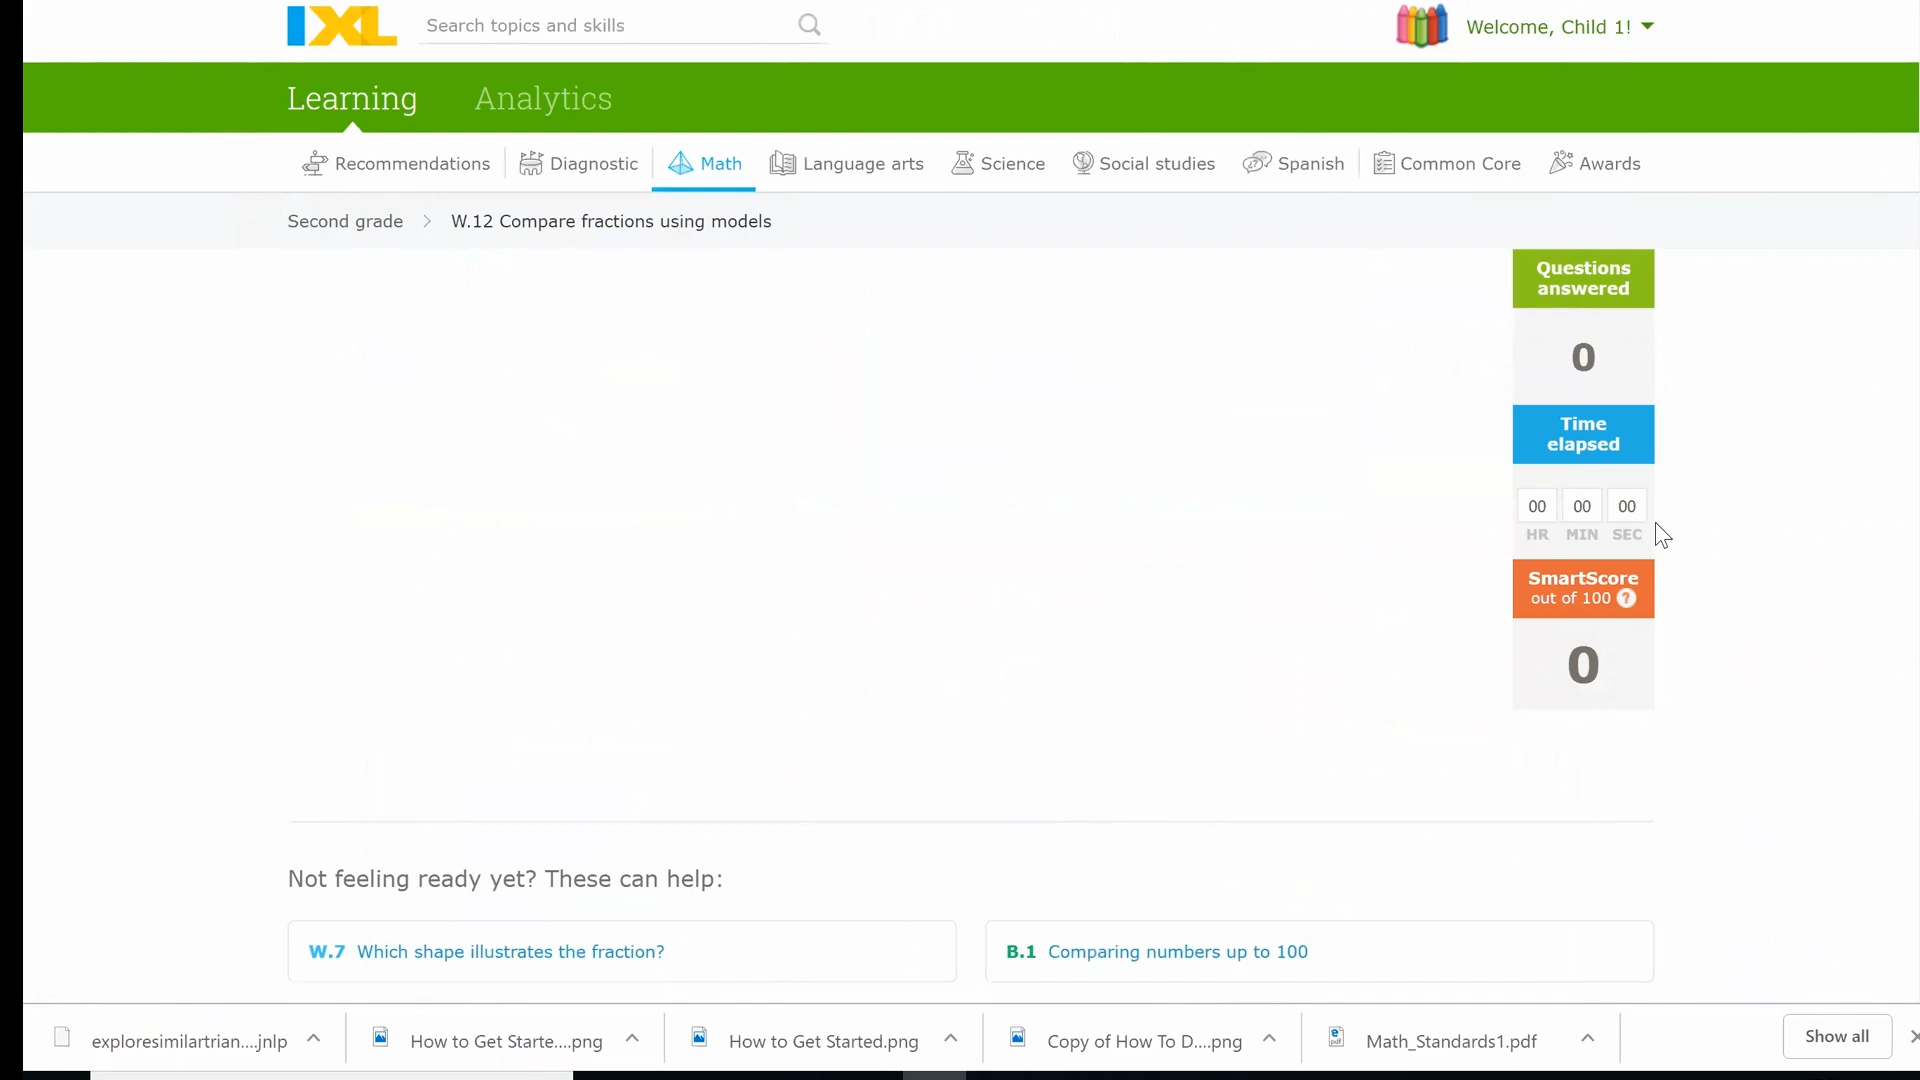 IXL
Search topics and skills
Welcome, Child 1!
Learning
Analytics
Recommendations
Diagnostic
Math
Language arts
Science
Social studies
Spanish
Common Core
Awards
Second grade
W.12 Compare fractions using models
Questions
answered
0
Time
elapsed
00 00 00
HR MIN SEC
SmartScore
out of 100 ?
0
Not feeling ready yet? These can help:
W.7 Which shape illustrates the fraction?
B.1 Comparing numbers up to 100
exploresimilartrian....jnlp
How to Get Starte....png
How to Get Started.png
Copy of How To D....png
Math_Standards1.pdf
Show all